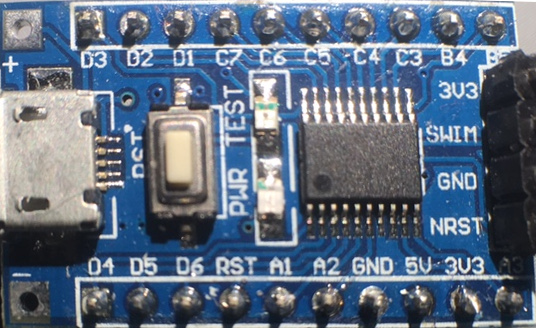 D3 D2 D1 C7 C6 C5 C4 C3 B4
+
3V3
TEST
SWIM
RST
GND
PWR
NRST
-
D4 D5 D6 RST A1 A2 GND 5V 3V3 A3